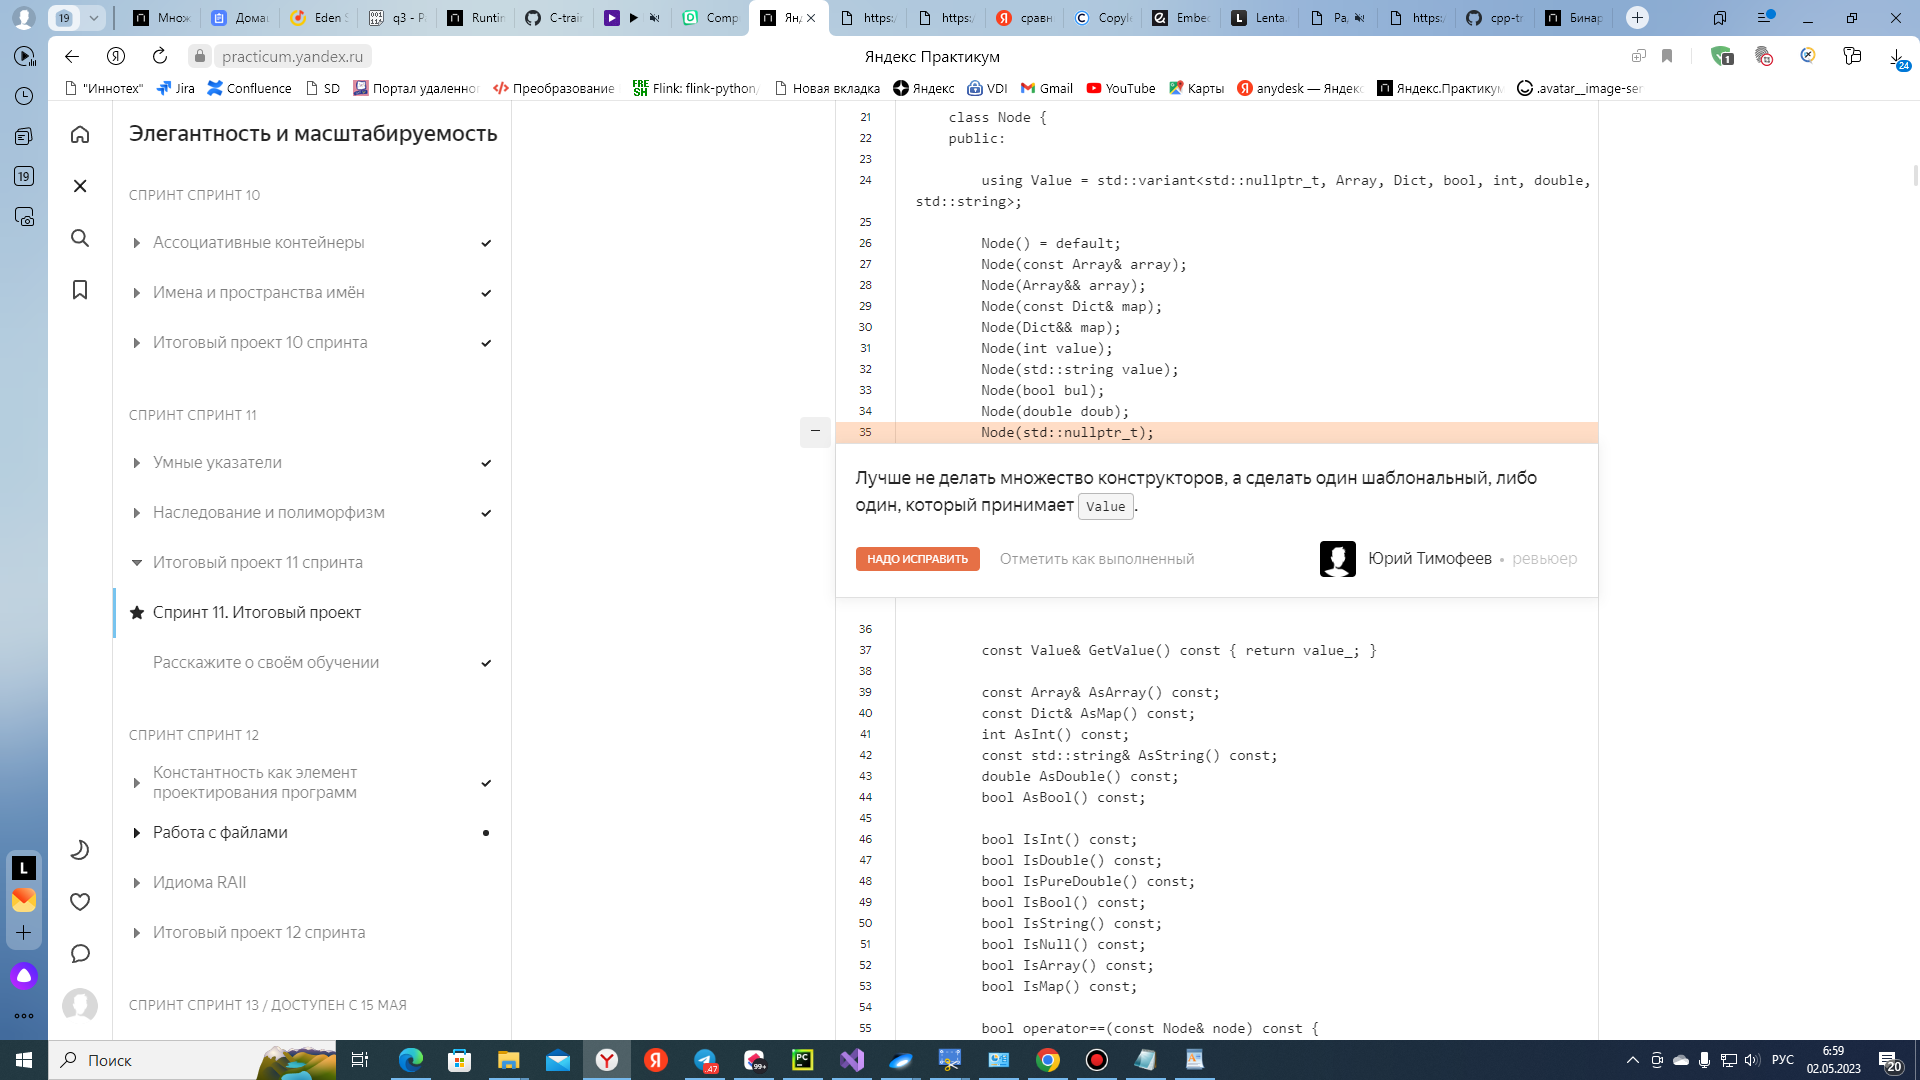 19
Множ
Домаш
Eden S
q3 - Р
Runtim
C-train
Compl
Янд
https:/
https:/
сравн
Copyle
Embed
Lenta.
Ра
https:/
cpp-tr
Бинар
practicum.yandex.ru
Яндекс Практикум
1
24
"Иннотех"
Jira
Confluence
SD
Портал удаленног
Преобразование
Flink: flink-python/
Новая вкладка
Яндекс
VDI
Gmail
YouTube
Карты
anydesk — Яндекс
Яндекс.Практикум
.avatar__image-ser
19
Элегантность и масштабируемость
СПРИНТ СПРИНТ 10
Ассоциативные контейнеры
Имена и пространства имён
Итоговый проект 10 спринта
СПРИНТ СПРИНТ 11
Умные указатели
Наследование и полиморфизм
Итоговый проект 11 спринта
Спринт 11. Итоговый проект
Расскажите о своём обучении
СПРИНТ СПРИНТ 12
Константность как элемент
проектирования программ
Работа с файлами
Идиома RAII
Итоговый проект 12 спринта
СПРИНТ СПРИНТ 13 / ДОСТУПЕН С 15 МАЯ
21 class Node {
22 public:
23
24 using Value = std::variant<std::nullptr_t, Array, Dict, bool, int, double,
std::string>;
25
26 Node() = default;
27 Node(const Array& array);
28 Node(Array&& array);
29 Node(const Dict& map);
30 Node(Dict&& map);
31 Node(int value);
32 Node(std::string value);
33 Node(bool bul);
34 Node(double doub);
35 Node(std::nullptr_t);
Лучше не делать множество конструкторов, а сделать один шаблональный, либо
один, который принимает Value.
НАДО ИСПРАВИТЬ Отметить как выполненный Юрий Тимофеев • ревьюер
36
37 const Value& GetValue() const { return value_; }
38
39 const Array& AsArray() const;
40 const Dict& AsMap() const;
41 int AsInt() const;
42 const std::string& AsString() const;
43 double AsDouble() const;
44 bool AsBool() const;
45
46 bool IsInt() const;
47 bool IsDouble() const;
48 bool IsPureDouble() const;
49 bool IsBool() const;
50 bool IsString() const;
51 bool IsNull() const;
52 bool IsArray() const;
53 bool IsMap() const;
54
55 bool operator==(const Node& node) const {
Поиск
РУС
6:59
02.05.2023
20